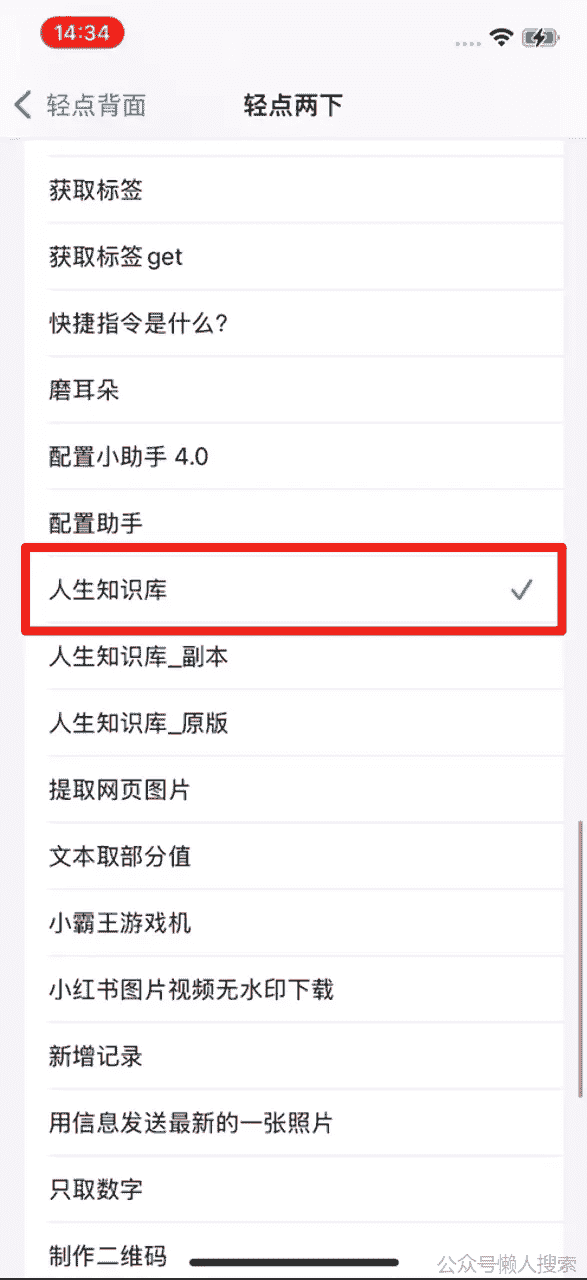 14:34
轻点背面
轻点两下
获取标签
获取标签 get
快捷指令是什么？
磨耳朵
配置小助手 4.0
配置助手
人生知识库
人生知识库_副本
人生知识库_原版
提取网页图片
文本取部分值
小霸王游戏机
小红书图片视频无水印下载
新增记录
用信息发送最新的一张照片
只取数字
制作二维码
公众号懒人搜索